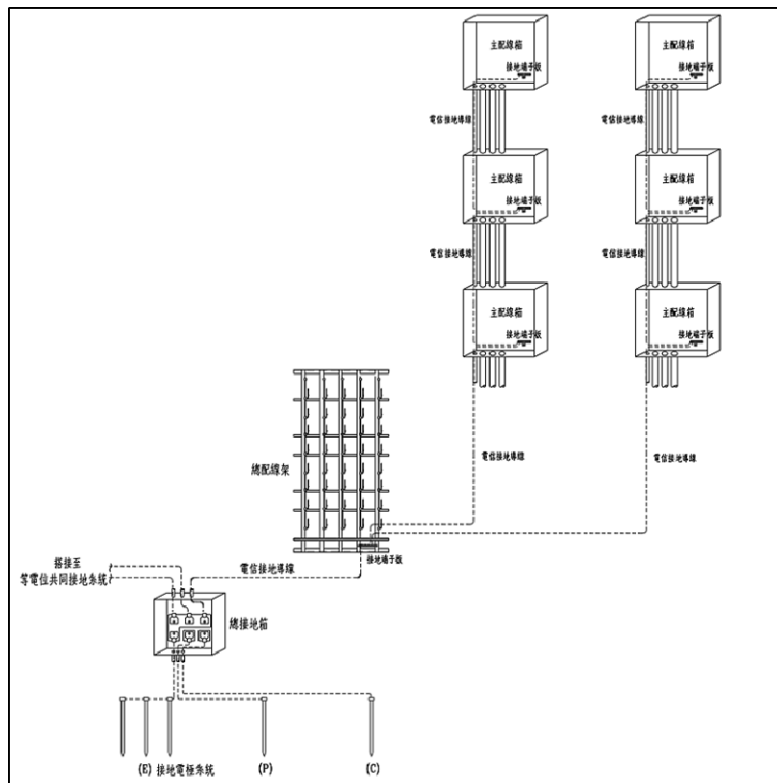 主配線箱
接地端子板
主配線箱
接地端子板
電信接地導線
電信接地導線
主配線箱
接地端子板
主配線箱
接地端子板
電信接地導線
電信接地導線
主配線箱
接地端子板
主配線箱
接地端子板
電信接地導線
電信接地導線
總配線架
接地端子板
搭接至
等電位共同接地系統
電信接地導線
總接地箱
(E) 接地電極系統 (P) (C)